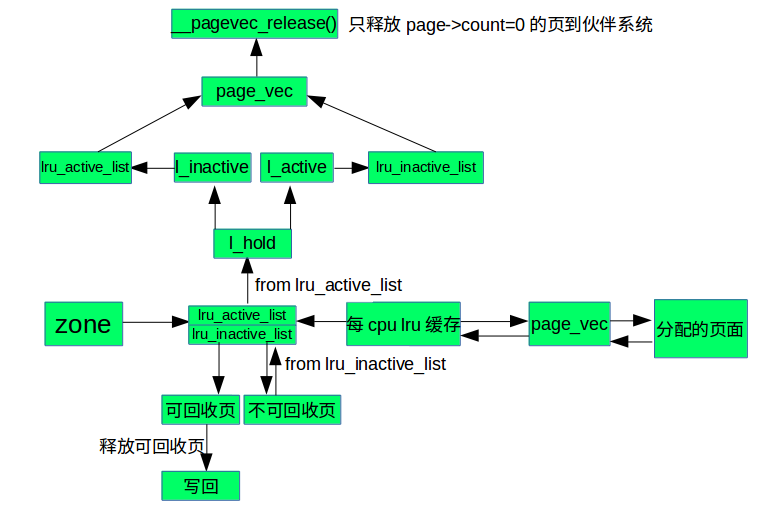 __pagevec_release()
只释放 page->count=0 的页到伙伴系统
page_vec
lru_active_list
l_inactive
l_active
lru_inactive_list
l_hold
from lru_active_list
zone
lru_active_list
lru_inactive_list
每 cpu lru 缓存
page_vec
分配的页面
from lru_inactive_list
可回收页
不可回收页
释放可回收页
写回